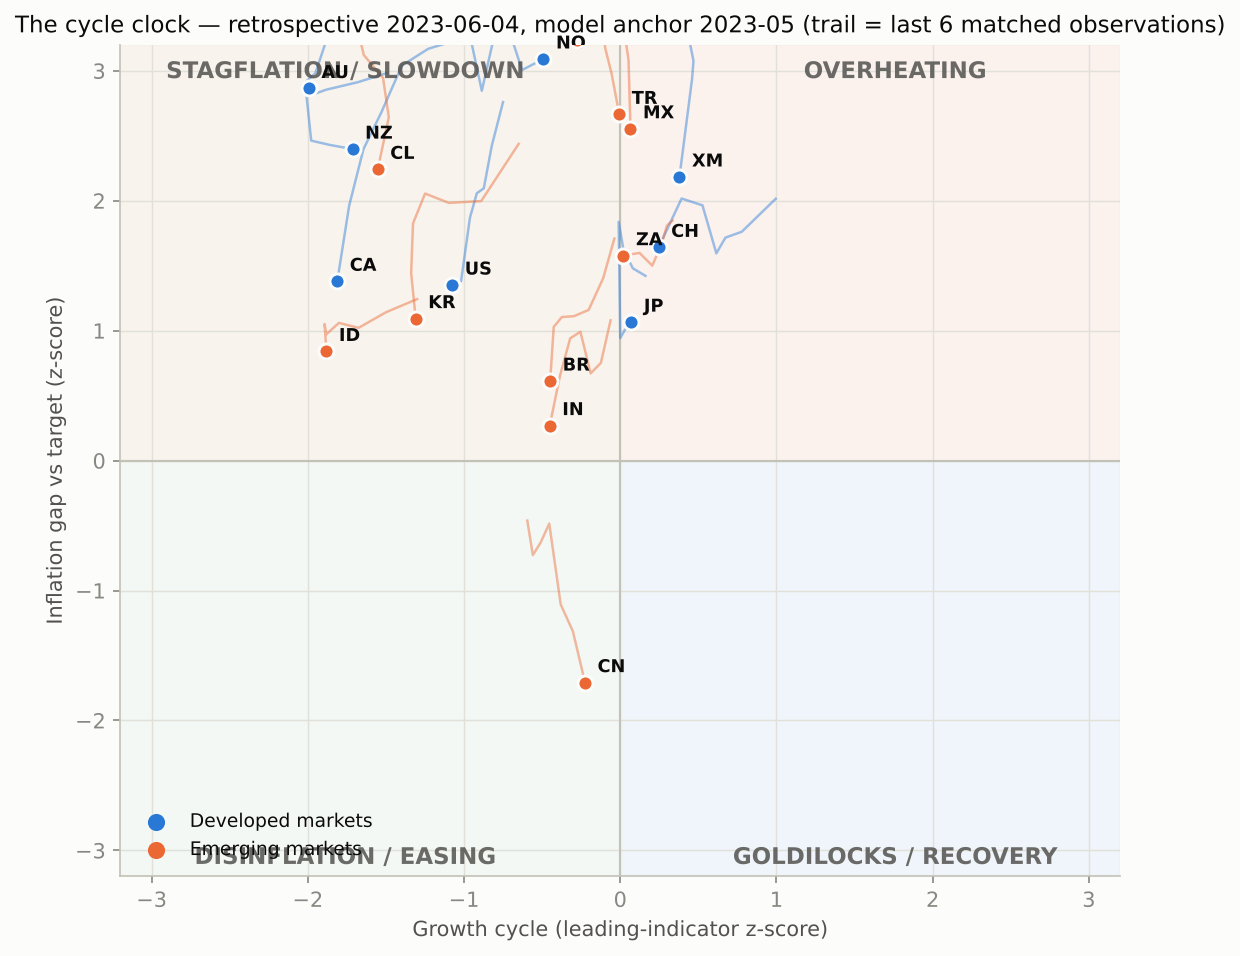 The cycle clock — retrospective 2023-06-04, model anchor 2023-05 (trail = last 6 matched observations)
NO
STAGFLATION / SLOWDOWN
OVERHEATING
AU
TR
MX
NZ
CL
XM
CH
ZA
CA
US
KR
JP
ID
BR
IN
CN
Developed markets
Emerging markets
DISINFLATION / EASING
GOLDILOCKS / RECOVERY
3
2
1
0
−1
−2
−3
−3
−2
−1
0
1
2
3
Inflation gap vs target (z-score)
Growth cycle (leading-indicator z-score)